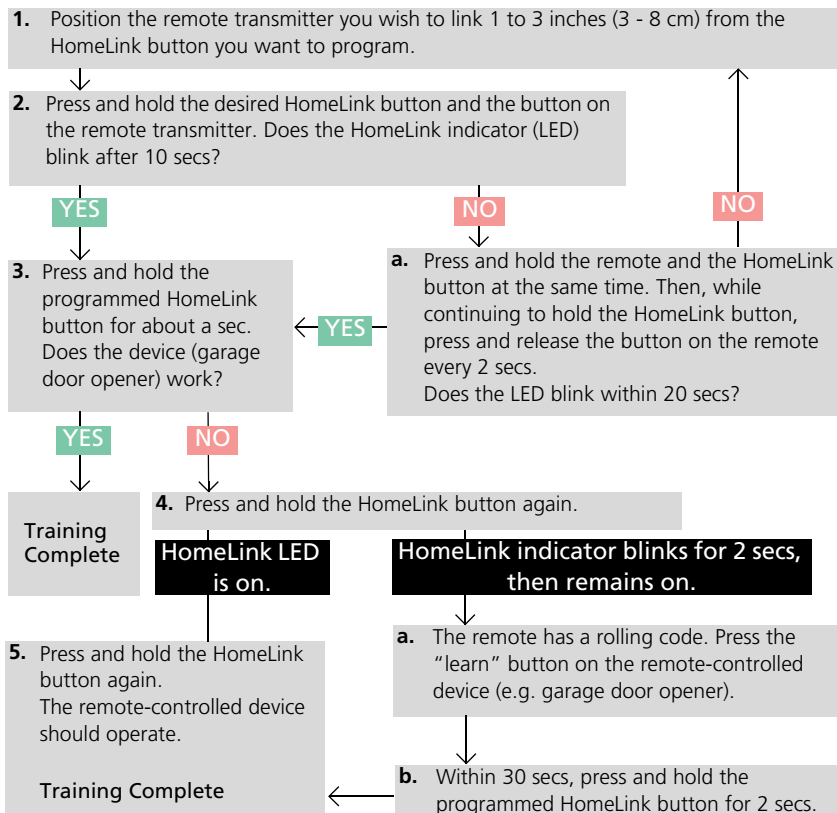 1. Position the remote transmitter you wish to link 1 to 3 inches (3 - 8 cm) from the
HomeLink button you want to program.
2. Press and hold the desired HomeLink button and the button on
the remote transmitter. Does the HomeLink indicator (LED)
blink after 10 secs?
YES
NO
NO
a. Press and hold the remote and the HomeLink
button at the same time. Then, while
continuing to hold the HomeLink button,
press and release the button on the remote
every 2 secs.
Does the LED blink within 20 secs?
YES
3. Press and hold the
programmed HomeLink
button for about a sec.
Does the device (garage
door opener) work?
YES
NO
Training
Complete
4. Press and hold the HomeLink button again.
HomeLink LED
is on.
HomeLink indicator blinks for 2 secs,
then remains on.
a. The remote has a rolling code. Press the
“learn” button on the remote-controlled
device (e.g. garage door opener).
b. Within 30 secs, press and hold the
programmed HomeLink button for 2 secs.
5. Press and hold the HomeLink
button again.
The remote-controlled device
should operate.
Training Complete